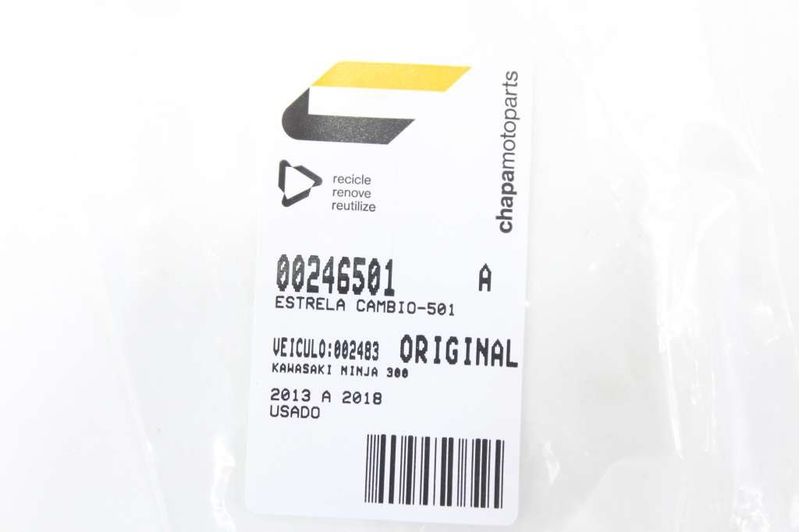 chapamotoparts
recicle
renove
reutilize
00246501 A
ESTRELA CAMBIO-501
VEICULO:002483 ORIGINAL
KAWASAKI NINJA 300
2013 A 2018
USADO